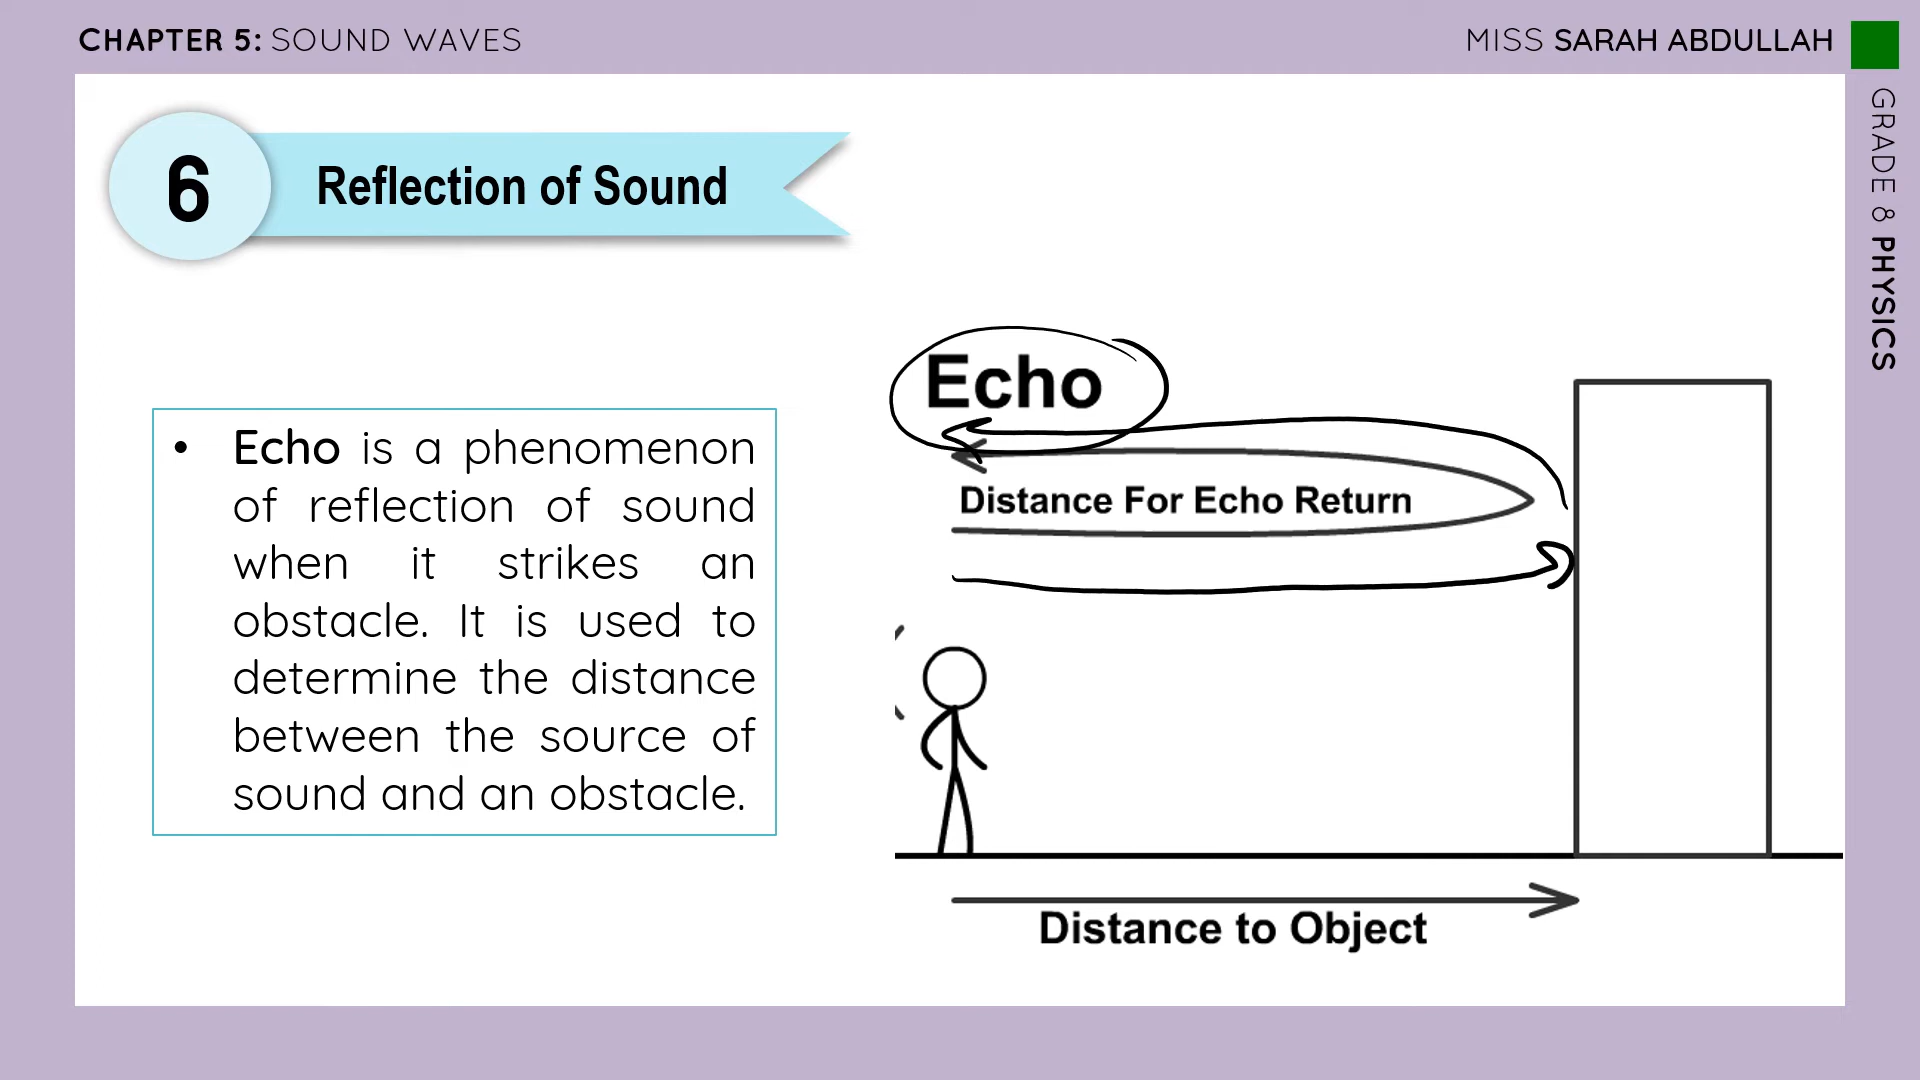 CHAPTER 5: SOUND WAVES
MISS SARAH ABDULLAH
GRADE 8 PHYSICS
6
Reflection of Sound
• Echo is a phenomenon
of reflection of sound
when it strikes an
obstacle. It is used to
determine the distance
between the source of
sound and an obstacle.
Echo
Distance For Echo Return
Distance to Object